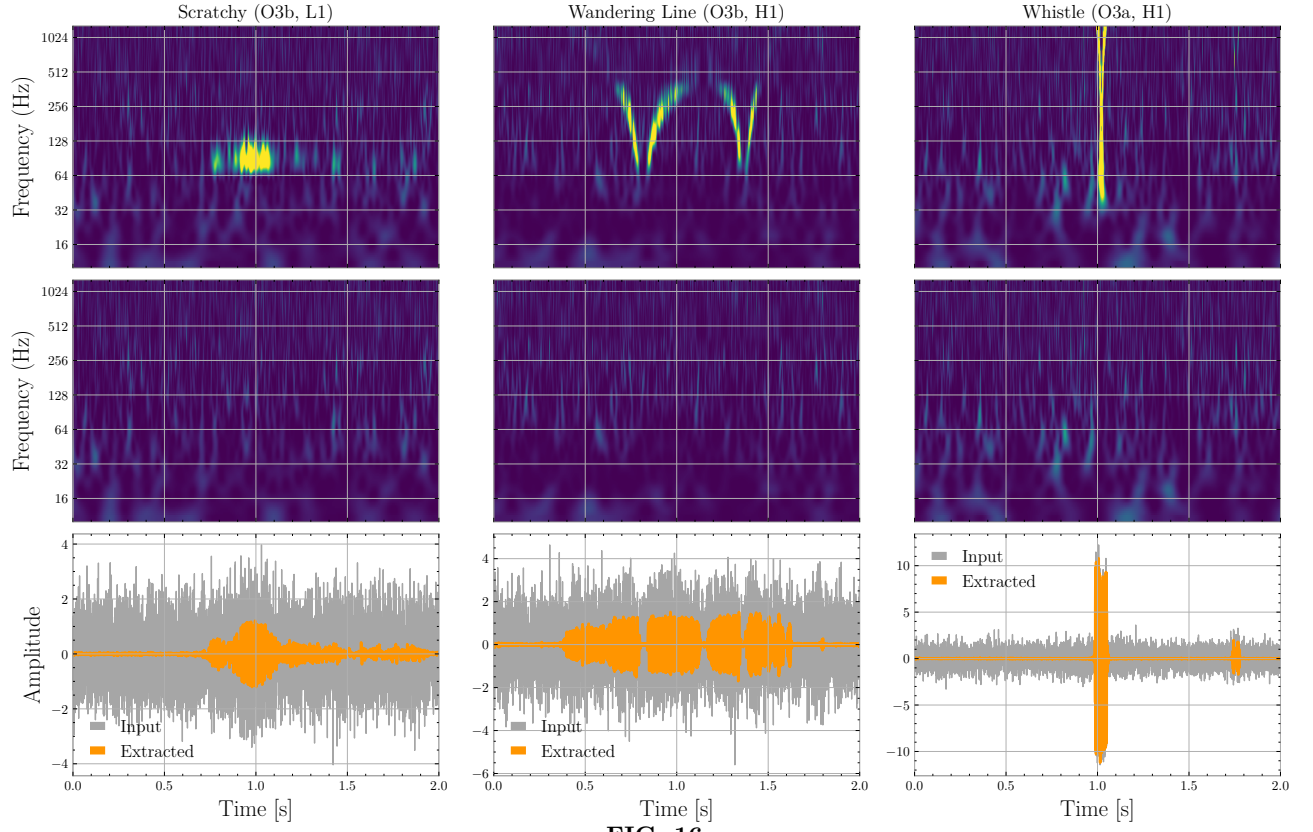 Scratchy (O3b, L1)
Wandering Line (O3b, H1)
Whistle (O3a, H1)
Frequency (Hz)
1024
512
256
128
64
32
16
Frequency (Hz)
1024
512
256
128
64
32
16
Amplitude
4
2
0
−2
−4
Input
Extracted
0.0 0.5 1.0 1.5 2.0
Time [s]
4
2
0
−2
−4
−6
Input
Extracted
0.0 0.5 1.0 1.5 2.0
Time [s]
10
5
0
−5
−10
Input
Extracted
0.0 0.5 1.0 1.5 2.0
Time [s]